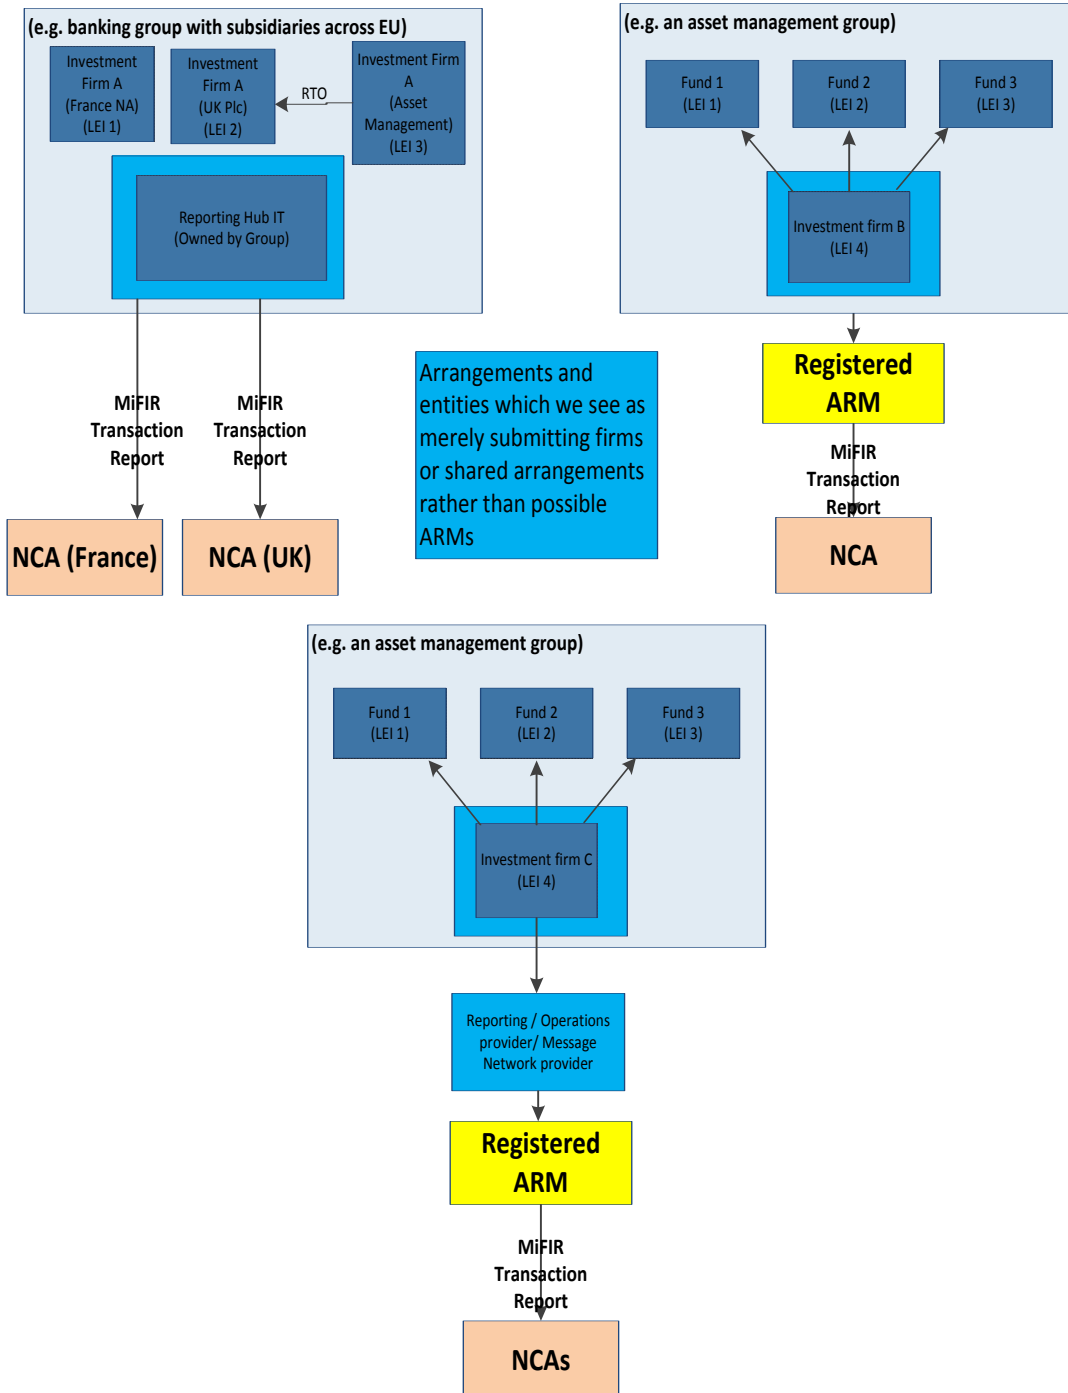 (e.g. banking group with subsidiaries across EU)
Investment
Firm A
(France NA)
(LEI 1)
Investment
Firm A
(UK Plc)
(LEI 2)
RTO
Investment Firm
A
(Asset
Management)
(LEI 3)
Reporting Hub IT
(Owned by Group)
MiFIR
Transaction
Report
MiFIR
Transaction
Report
NCA (France)
NCA (UK)
Arrangements and
entities which we see as
merely submitting firms
or shared arrangements
rather than possible
ARMs
(e.g. an asset management group)
Fund 1
(LEI 1)
Fund 2
(LEI 2)
Fund 3
(LEI 3)
Investment firm B
(LEI 4)
Registered
ARM
MiFIR
Transaction
Report
NCA
(e.g. an asset management group)
Fund 1
(LEI 1)
Fund 2
(LEI 2)
Fund 3
(LEI 3)
Investment firm C
(LEI 4)
Reporting / Operations
provider/ Message
Network provider
Registered
ARM
MiFIR
Transaction
Report
NCAs